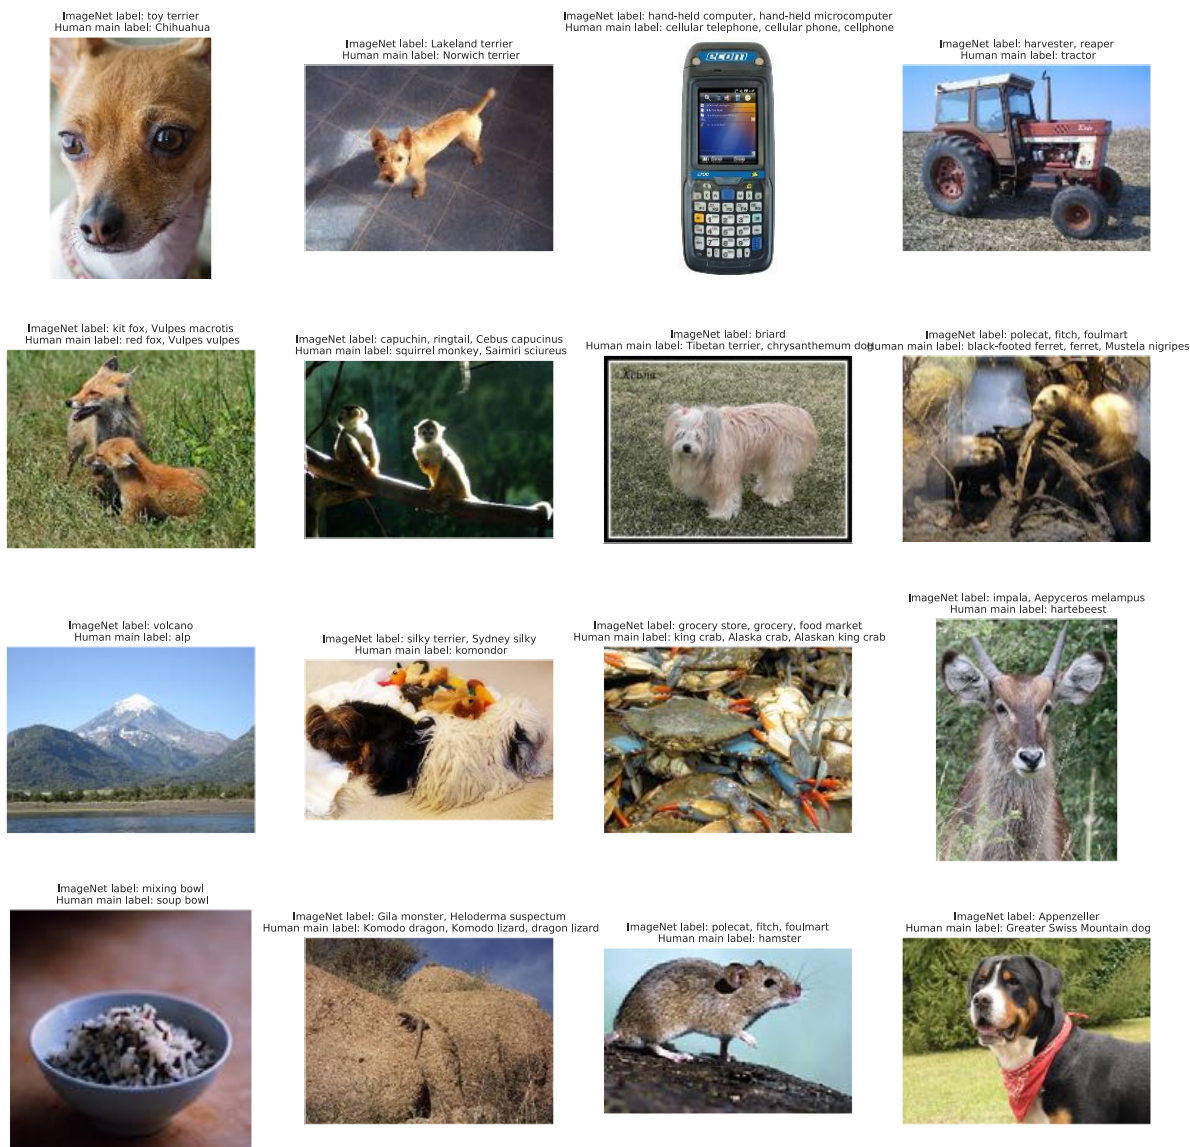 ImageNet label: toy terrier
Human main label: Chihuahua
ImageNet label: Lakeland terrier
Human main label: Norwich terrier
ImageNet label: hand-held computer, hand-held microcomputer
Human main label: cellular telephone, cellular phone, cellphone
ecom
ImageNet label: harvester, reaper
Human main label: tractor
ImageNet label: kit fox, Vulpes macrotis
Human main label: red fox, Vulpes vulpes
ImageNet label: capuchin, ringtail, Cebus capucinus
Human main label: squirrel monkey, Saimiri sciureus
ImageNet label: briard
Human main label: Tibetan terrier, chrysanthemum dog
ImageNet label: polecat, fitch, foulmart
Human main label: black-footed ferret, ferret, Mustela nigripes
ImageNet label: volcano
Human main label: alp
ImageNet label: silky terrier, Sydney silky
Human main label: komondor
ImageNet label: grocery store, grocery, food market
Human main label: king crab, Alaska crab, Alaskan king crab
ImageNet label: impala, Aepyceros melampus
Human main label: hartebeest
ImageNet label: mixing bowl
Human main label: soup bowl
ImageNet label: Gila monster, Heloderma suspectum
Human main label: Komodo dragon, Komodo lizard, dragon lizard
ImageNet label: polecat, fitch, foulmart
Human main label: hamster
ImageNet label: Appenzeller
Human main label: Greater Swiss Mountain dog